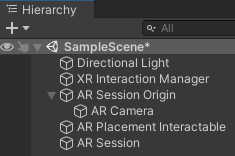 Hierarchy
All
SampleScene*
Directional Light
XR Interaction Manager
AR Session Origin
AR Camera
AR Placement Interactable
AR Session